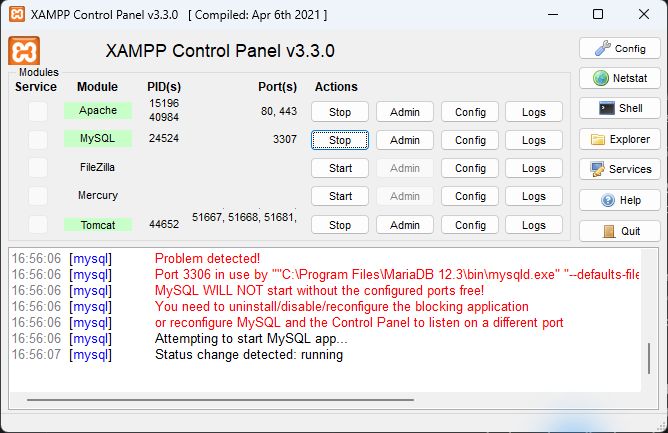 XAMPP Control Panel v3.3.0 [ Compiled: Apr 6th 2021 ]
XAMPP Control Panel v3.3.0
Config
Modules
Service Module PID(s) Port(s) Actions
Netstat
Apache 15196 40984 80, 443 Stop Admin Config Logs
Shell
MySQL 24524 3307 Stop Admin Config Logs
Explorer
FileZilla Start Admin Config Logs
Services
Mercury Start Admin Config Logs
Help
Tomcat 44652 51667, 51668, 51681, Stop Admin Config Logs
Quit
16:56:06 [mysql] Problem detected!
16:56:06 [mysql] Port 3306 in use by ""C:\Program Files\MariaDB 12.3\bin\mysqld.exe" "--defaults-file
16:56:06 [mysql] MySQL WILL NOT start without the configured ports free!
16:56:06 [mysql] You need to uninstall/disable/reconfigure the blocking application
16:56:06 [mysql] or reconfigure MySQL and the Control Panel to listen on a different port
16:56:06 [mysql] Attempting to start MySQL app...
16:56:07 [mysql] Status change detected: running